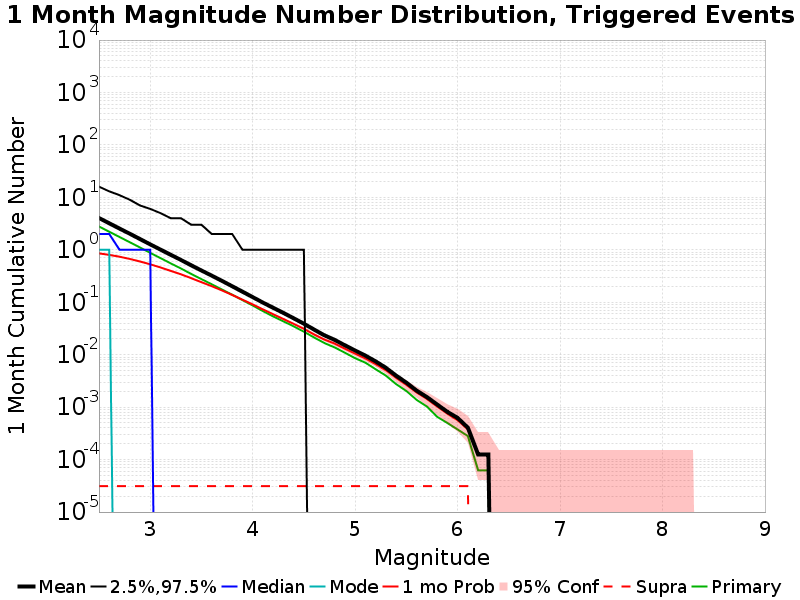 1 Month Magnitude Number Distribution, Triggered Events
1 Month Cumulative Number
10^4
10^3
10^2
10^1
10^0
10^-1
10^-2
10^-3
10^-4
10^-5
3 4 5 6 7 8 9
Magnitude
Mean 2.5%,97.5% Median Mode 1 mo Prob 95% Conf Supra Primary